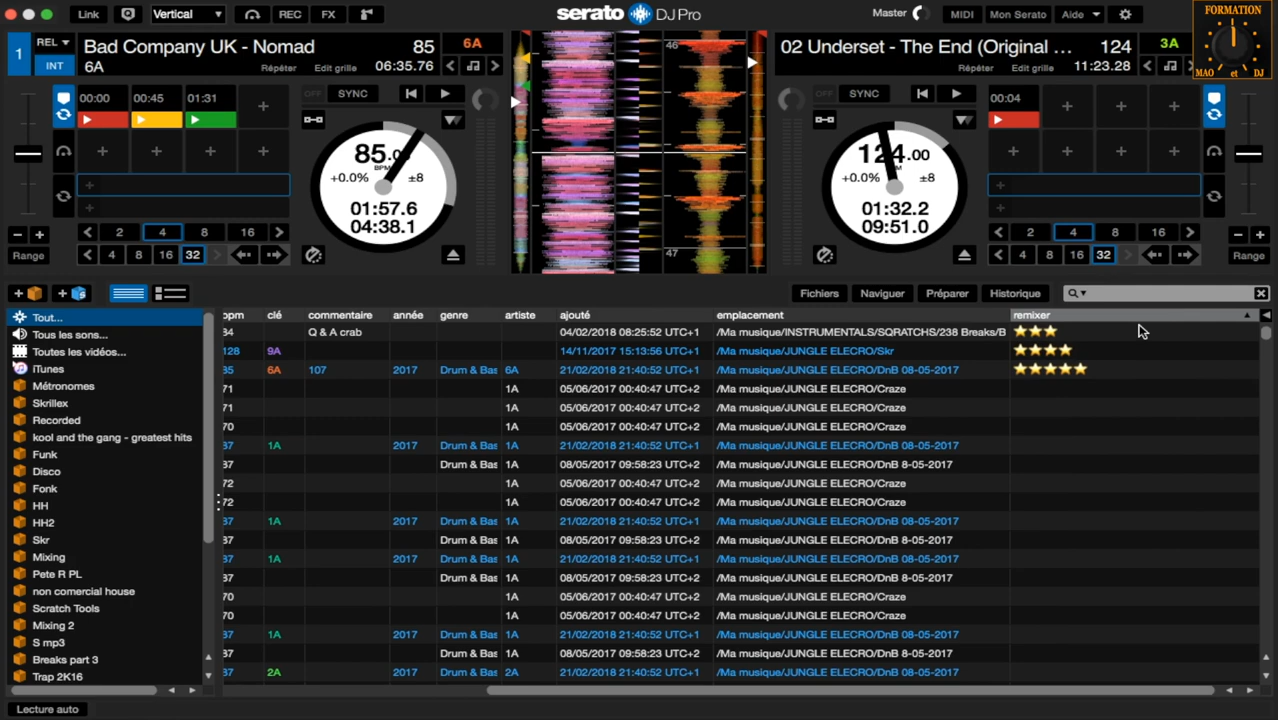 Link
Vertical
REC
FX
serato DJ Pro
Master
MIDI
Mon Serato
Aide
FORMATION
MAO et DJ
1
REL
INT
Bad Company UK - Nomad
85
6A
6A
Répéter
Edit grille
06:35.76
02 Underset - The End (Original ...
124
3A
Répéter
Edit grille
11:23.28
00:00
00:45
01:31
OFF
SYNC
85.00
BPM
+0.0%
±8
01:57.6
04:38.1
2 4 8 16
4 8 16 32
Range
46
47
OFF
SYNC
124.00
BPM
+0.0%
±8
01:32.2
09:51.0
00:04
2 4 8 16
4 8 16 32
Range
Fichiers
Naviguer
Préparer
Historique
Tout...
Tous les sons...
Toutes les vidéos...
iTunes
Métronomes
Skrillex
Recorded
kool and the gang - greatest hits
Funk
Disco
Fonk
HH
HH2
Skr
Mixing
Pete R PL
non comercial house
Scratch Tools
Mixing 2
S mp3
Breaks part 3
Trap 2K16
bpm clé commentaire année genre artiste ajouté emplacement remixer
84 Q & A crab 04/02/2018 08:25:52 UTC+1 /Ma musique/INSTRUMENTALS/SQRATCHS/238 Breaks/B
128 9A 14/11/2017 15:13:56 UTC+1 /Ma musique/JUNGLE ELECRO/Skr
85 6A 107 2017 Drum & Bas 6A 21/02/2018 21:40:52 UTC+1 /Ma musique/JUNGLE ELECRO/DnB 08-05-2017
71 1A 05/06/2017 00:40:47 UTC+2 /Ma musique/JUNGLE ELECRO/Craze
71 1A 05/06/2017 00:40:47 UTC+2 /Ma musique/JUNGLE ELECRO/Craze
70 1A 05/06/2017 00:40:47 UTC+2 /Ma musique/JUNGLE ELECRO/Craze
87 1A 2017 Drum & Bas 1A 21/02/2018 21:40:52 UTC+1 /Ma musique/JUNGLE ELECRO/DnB 08-05-2017
87 Drum & Bas 1A 08/05/2017 09:58:23 UTC+2 /Ma musique/JUNGLE ELECRO/DnB 8-05-2017
72 1A 05/06/2017 00:40:47 UTC+2 /Ma musique/JUNGLE ELECRO/Craze
72 1A 05/06/2017 00:40:47 UTC+2 /Ma musique/JUNGLE ELECRO/Craze
87 1A 2017 Drum & Bas 1A 21/02/2018 21:40:52 UTC+1 /Ma musique/JUNGLE ELECRO/DnB 08-05-2017
87 Drum & Bas 1A 08/05/2017 09:58:23 UTC+2 /Ma musique/JUNGLE ELECRO/DnB 8-05-2017
87 1A 2017 Drum & Bas 1A 21/02/2018 21:40:52 UTC+1 /Ma musique/JUNGLE ELECRO/DnB 08-05-2017
87 Drum & Bas 1A 08/05/2017 09:58:23 UTC+2 /Ma musique/JUNGLE ELECRO/DnB 8-05-2017
70 1A 05/06/2017 00:40:47 UTC+2 /Ma musique/JUNGLE ELECRO/Craze
70 1A 05/06/2017 00:40:47 UTC+2 /Ma musique/JUNGLE ELECRO/Craze
87 1A 2017 Drum & Bas 1A 21/02/2018 21:40:52 UTC+1 /Ma musique/JUNGLE ELECRO/DnB 08-05-2017
87 Drum & Bas 1A 08/05/2017 09:58:23 UTC+2 /Ma musique/JUNGLE ELECRO/DnB 8-05-2017
87 2A 2017 Drum & Bas 2A 21/02/2018 21:40:52 UTC+1 /Ma musique/JUNGLE ELECRO/DnB 08-05-2017
Lecture auto